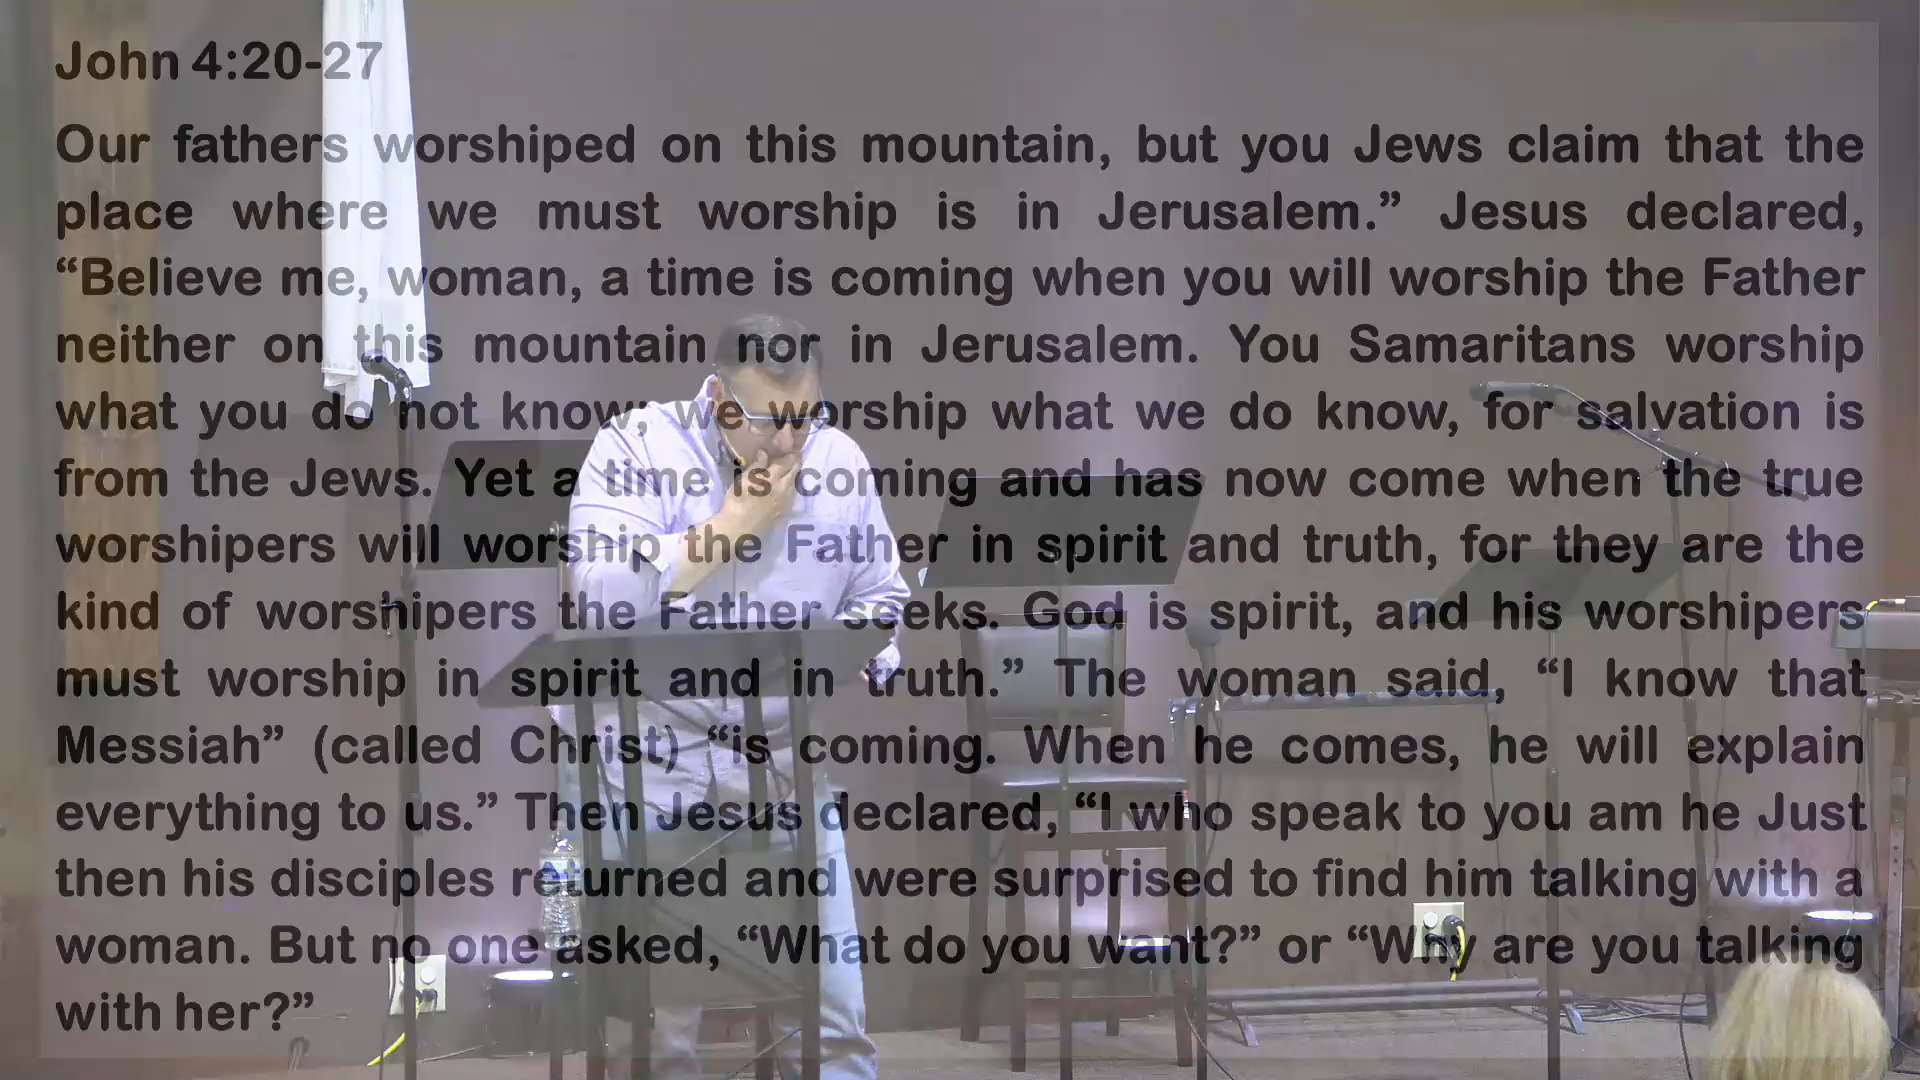 John 4:20-27
Our fathers worshiped on this mountain, but you Jews claim that the
place where we must worship is in Jerusalem.” Jesus declared,
“Believe me, woman, a time is coming when you will worship the Father
neither on this mountain nor in Jerusalem. You Samaritans worship
what you do not know; we worship what we do know, for salvation is
from the Jews. Yet a time is coming and has now come when the true
worshipers will worship the Father in spirit and truth, for they are the
kind of worshipers the Father seeks. God is spirit, and his worshipers
must worship in spirit and in truth.” The woman said, “I know that
Messiah” (called Christ) “is coming. When he comes, he will explain
everything to us.” Then Jesus declared, “I who speak to you am he Just
then his disciples returned and were surprised to find him talking with a
woman. But no one asked, “What do you want?” or “Why are you talking
with her?”